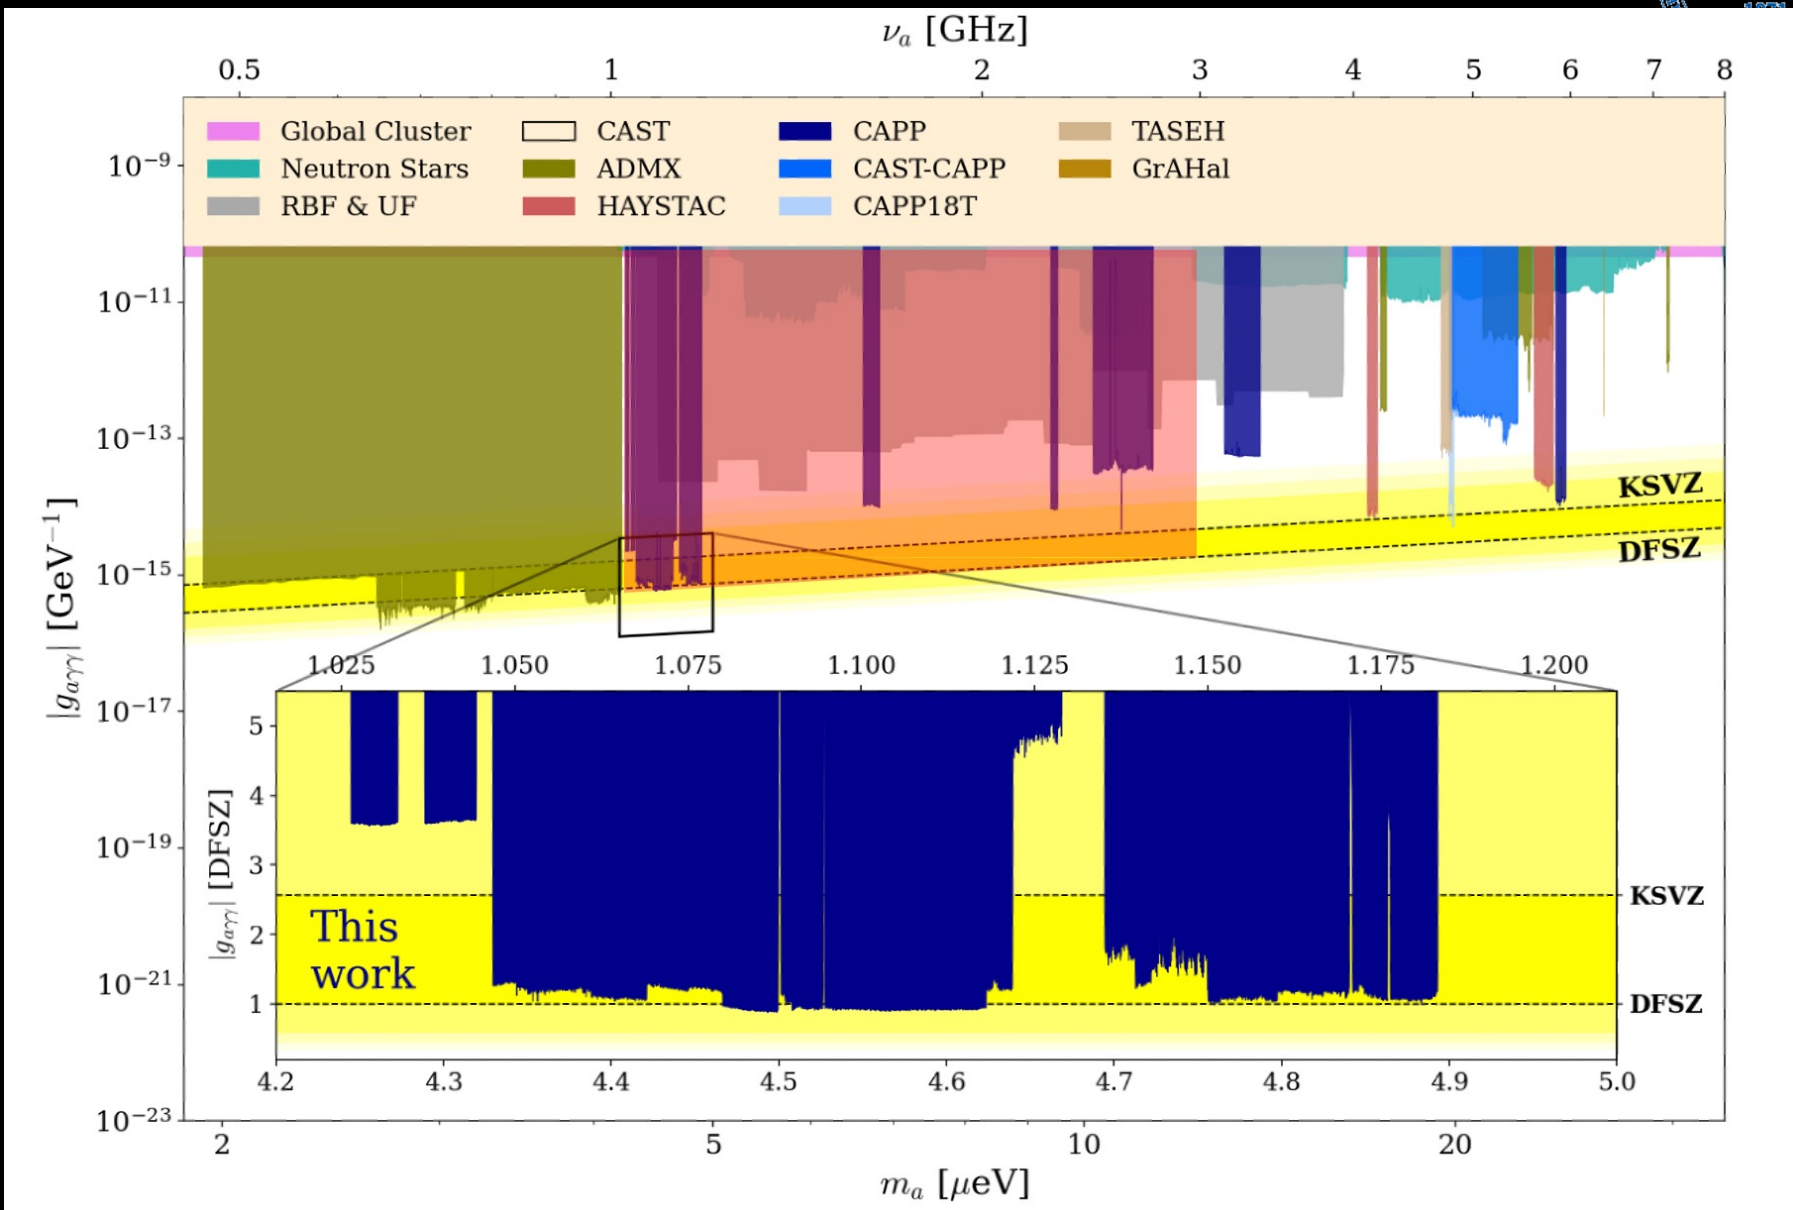 ν_a [GHz]
0.5 1 2 3 4 5 6 7 8
Global Cluster CAST CAPP TASEH
Neutron Stars ADMX CAST-CAPP GrAHal
RBF & UF HAYSTAC CAPP18T
10⁻⁹
10⁻¹¹
10⁻¹³
10⁻¹⁵
10⁻¹⁷
10⁻¹⁹
10⁻²¹
10⁻²³
|g_aγγ| [GeV⁻¹]
KSVZ
DFSZ
1.025 1.050 1.075 1.100 1.125 1.150 1.175 1.200
5
4
3
2
1
|g_aγγ| [DFSZ]
KSVZ
This
work
DFSZ
4.2 4.3 4.4 4.5 4.6 4.7 4.8 4.9 5.0
2 5 10 20
m_a [μeV]